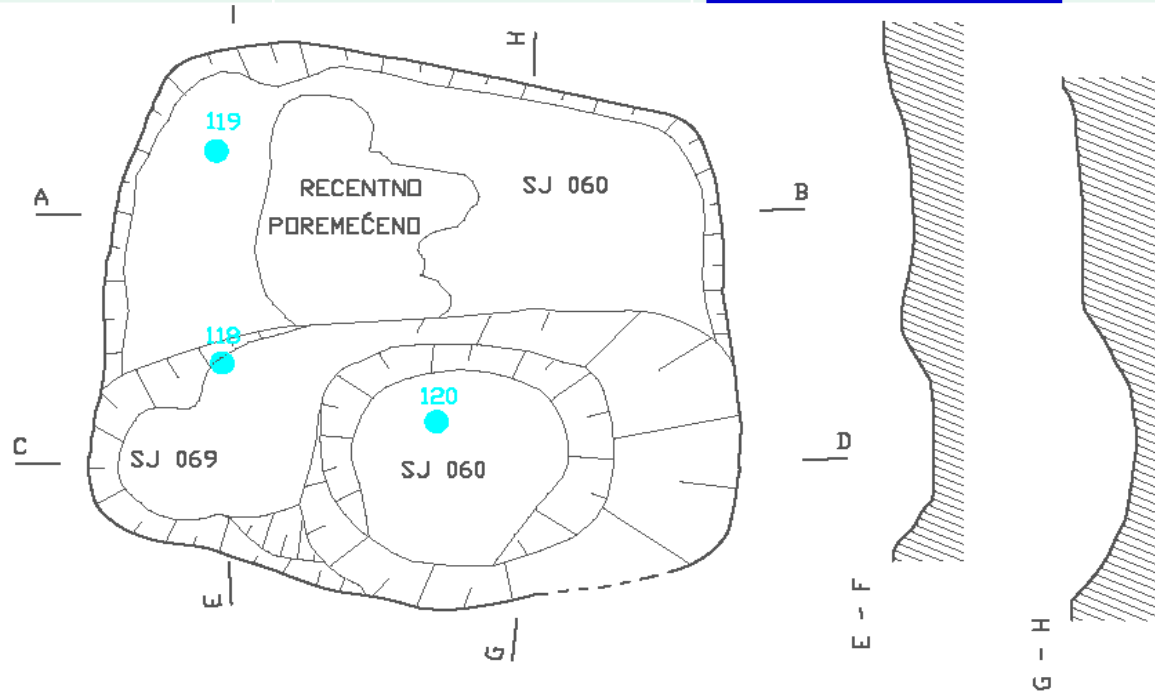 H
119
A
RECENTNO
POREMEĆENO
SJ 060
B
118
120
C
SJ 069
SJ 060
D
E
G
E - F
G - H